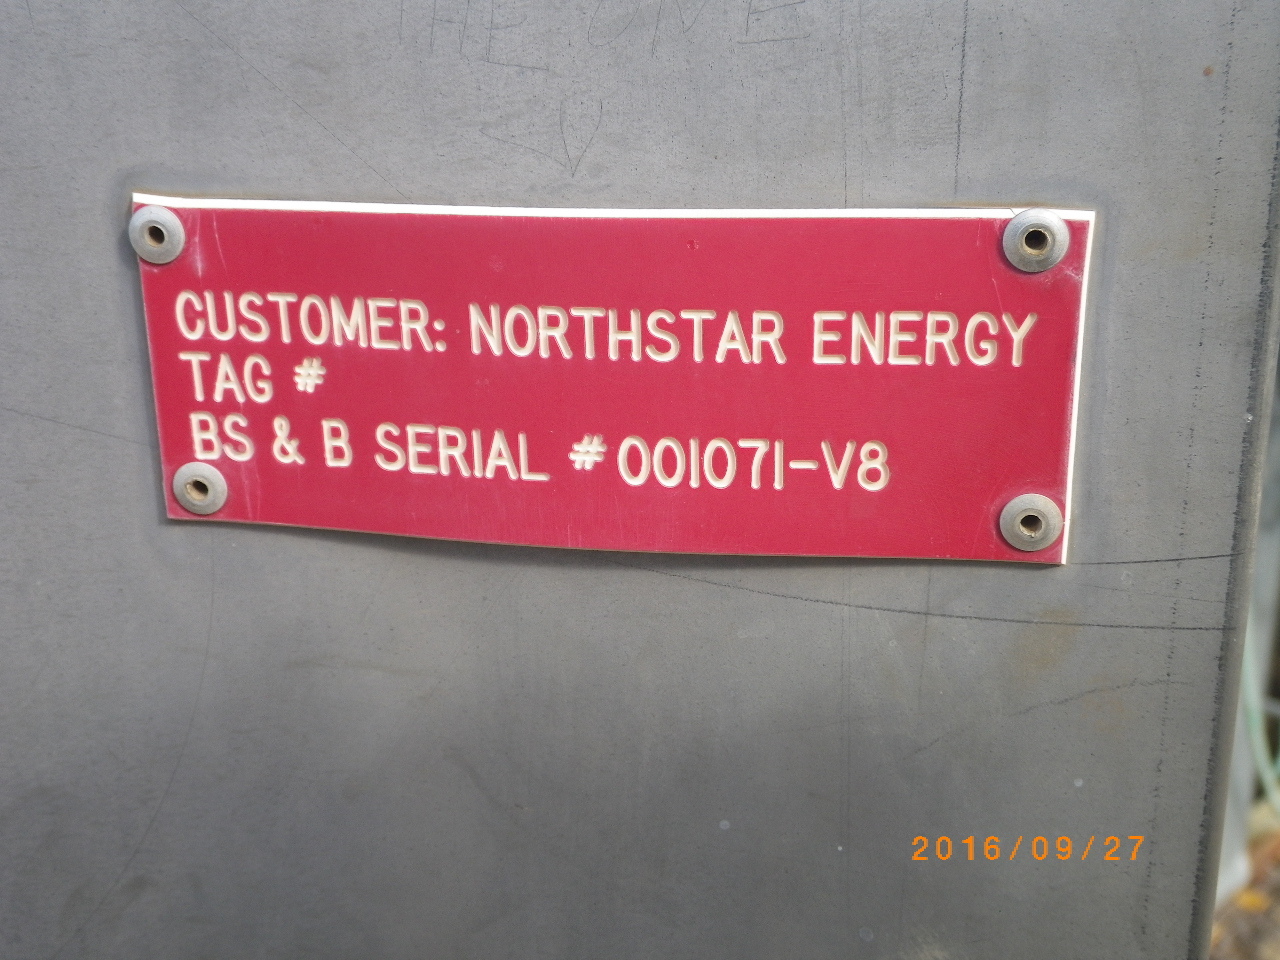 CUSTOMER: NORTHSTAR ENERGY
TAG #
BS & B SERIAL #001071-V8
2016/09/27